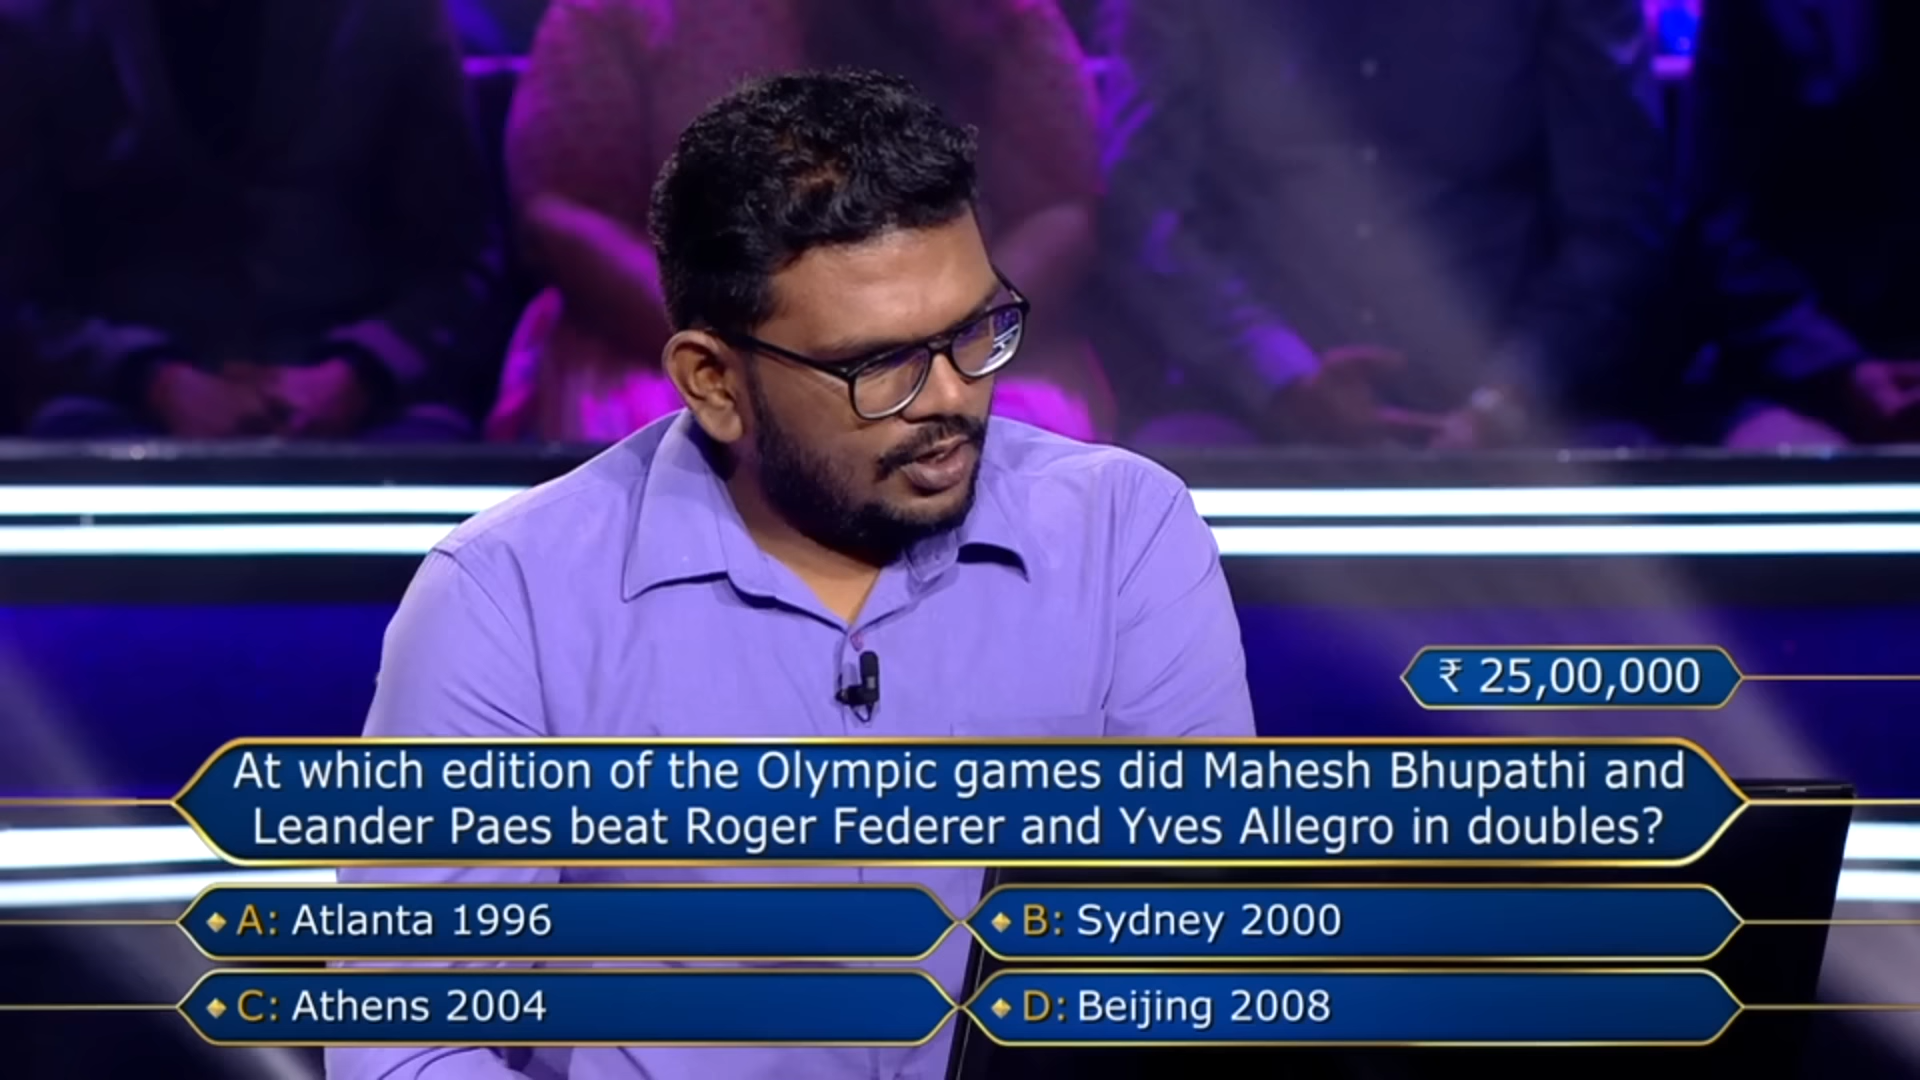 ₹ 25,00,000
At which edition of the Olympic games did Mahesh Bhupathi and
Leander Paes beat Roger Federer and Yves Allegro in doubles?
A: Atlanta 1996
B: Sydney 2000
C: Athens 2004
D: Beijing 2008